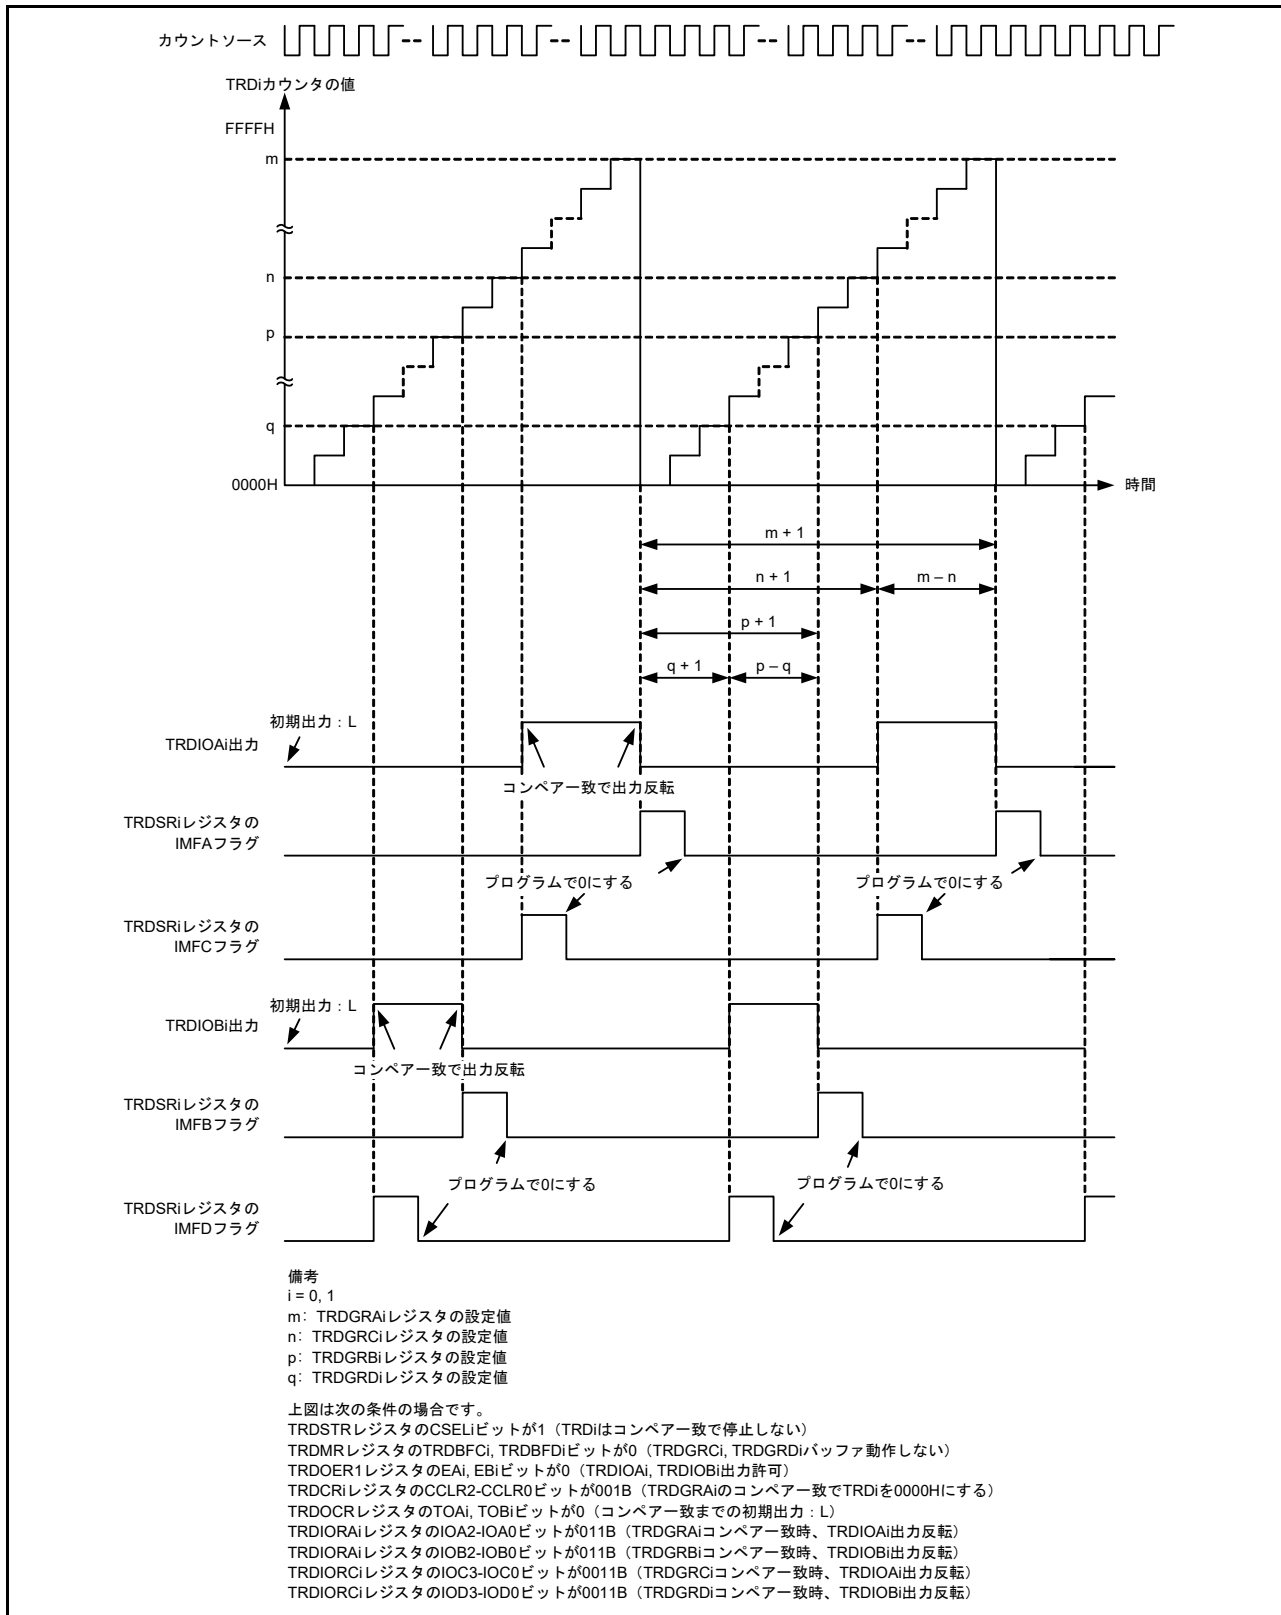 カウントソース
TRDiカウンタの値
FFFFH
m
n
p
q
0000H
時間
m + 1
n + 1
m – n
p + 1
q + 1
p – q
初期出力：L
TRDIOAi出力
コンペア一致で出力反転
TRDSRiレジスタの
IMFAフラグ
プログラムで0にする
プログラムで0にする
TRDSRiレジスタの
IMFCフラグ
初期出力：L
TRDIOBi出力
コンペア一致で出力反転
TRDSRiレジスタの
IMFBフラグ
プログラムで0にする
プログラムで0にする
TRDSRiレジスタの
IMFDフラグ
備考
i = 0, 1
m：TRDGRAiレジスタの設定値
n：TRDGRCiレジスタの設定値
p：TRDGRBiレジスタの設定値
q：TRDGRDiレジスタの設定値
上図は次の条件の場合です。
TRDSTRレジスタのCSELiビットが1（TRDiはコンペア一致で停止しない）
TRDMRレジスタのTRDBFCi, TRDBFDiビットが0（TRDGRCi, TRDGRDiバッファ動作しない）
TRDOER1レジスタのEAi, EBiビットが0（TRDIOAi, TRDIOBi出力許可）
TRDCRiレジスタのCCLR2-CCLR0ビットが001B（TRDGRAiのコンペア一致でTRDiを0000Hにする）
TRDOCRレジスタのTOAi, TOBiビットが0（コンペア一致までの初期出力：L）
TRDIORAiレジスタのIOA2-IOA0ビットが011B（TRDGRAiコンペア一致時、TRDIOAi出力反転）
TRDIORAiレジスタのIOB2-IOB0ビットが011B（TRDGRBiコンペア一致時、TRDIOBi出力反転）
TRDIORCiレジスタのIOC3-IOC0ビットが0011B（TRDGRCiコンペア一致時、TRDIOAi出力反転）
TRDIORCiレジスタのIOD3-IOD0ビットが0011B（TRDGRDiコンペア一致時、TRDIOBi出力反転）